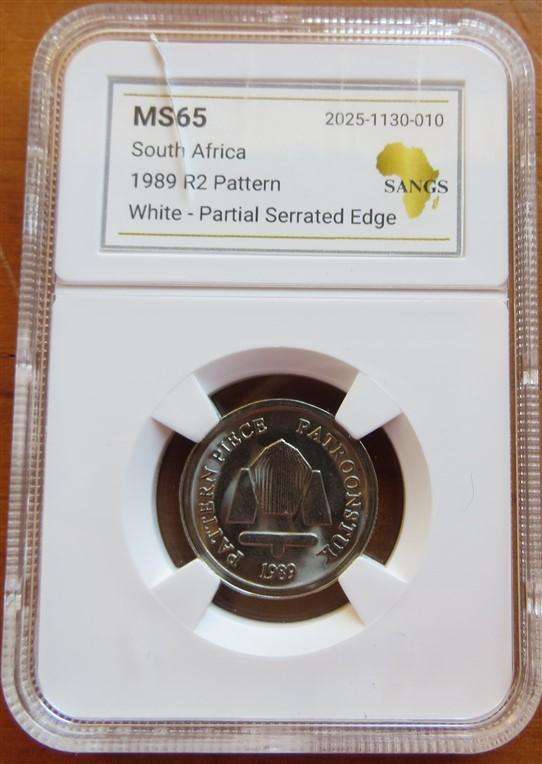 MS65
2025-1130-010
South Africa
1989 R2 Pattern
SANGS
White - Partial Serrated Edge
PATTERN PIECE PATROONSTUK
1989